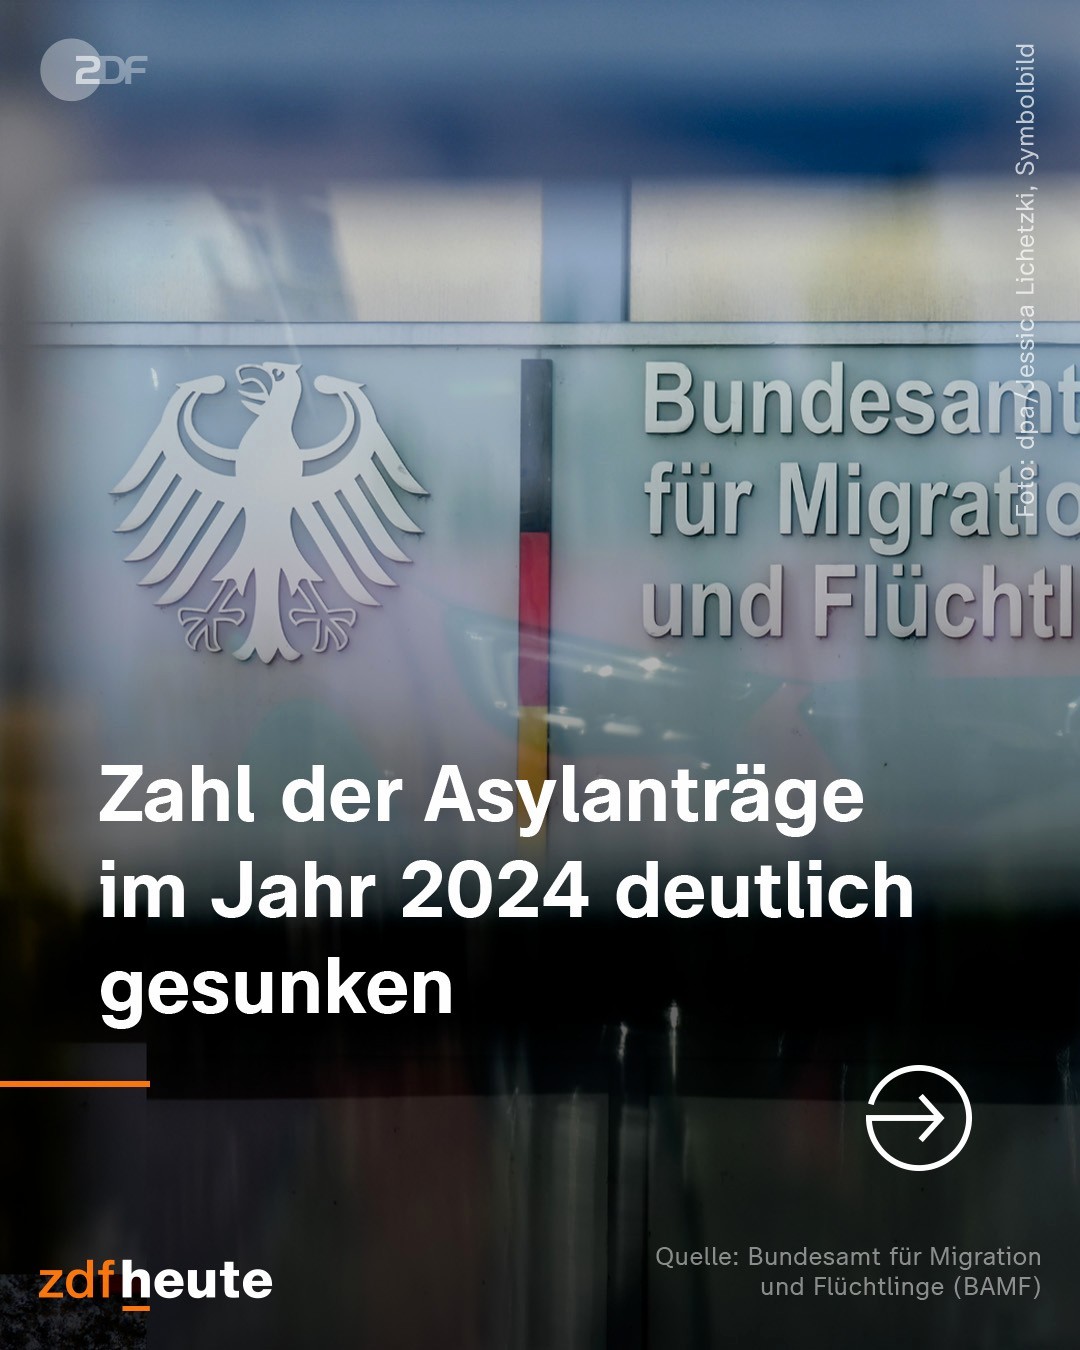 ZDF
Foto: dpa/Jessica Lichetzki, Symbolbild
Bundesamt
für Migratio
und Flüchtl
Zahl der Asylanträge
im Jahr 2024 deutlich
gesunken
zdfheute
Quelle: Bundesamt für Migration
und Flüchtlinge (BAMF)